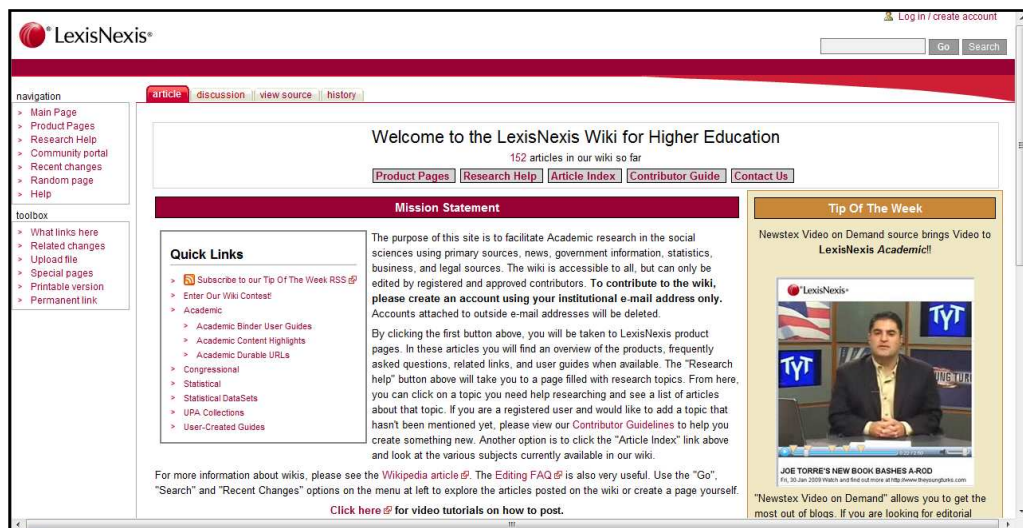 Log in / create account
LexisNexis®
Go Search
navigation
Main Page
Product Pages
Research Help
Community portal
Recent changes
Random page
Help
toolbox
What links here
Related changes
Upload file
Special pages
Printable version
Permanent link
article discussion view source history
Welcome to the LexisNexis Wiki for Higher Education
152 articles in our wiki so far
Product Pages Research Help Article Index Contributor Guide Contact Us
Mission Statement
Quick Links
Subscribe to our Tip Of The Week RSS
Enter Our Wiki Contest!
Academic
Academic Binder User Guides
Academic Content Highlights
Academic Durable URLs
Congressional
Statistical
Statistical DataSets
UPA Collections
User-Created Guides
The purpose of this site is to facilitate Academic research in the social
sciences using primary sources, news, government information, statistics,
business, and legal sources. The wiki is accessible to all, but can only be
edited by registered and approved contributors. To contribute to the wiki,
please create an account using your institutional e-mail address only.
Accounts attached to outside e-mail addresses will be deleted.
By clicking the first button above, you will be taken to LexisNexis product
pages. In these articles you will find an overview of the products, frequently
asked questions, related links, and user guides when available. The "Research
help" button above will take you to a page filled with research topics. From here,
you can click on a topic you need help researching and see a list of articles
about that topic. If you are a registered user and would like to add a topic that
hasn't been mentioned yet, please view our Contributor Guidelines to help you
create something new. Another option is to click the "Article Index" link above
and look at the various subjects currently available in our wiki.
For more information about wikis, please see the Wikipedia article. The Editing FAQ is also very useful. Use the "Go",
"Search" and "Recent Changes" options on the menu at left to explore the articles posted on the wiki or create a page yourself.
Click here for video tutorials on how to post.
Tip Of The Week
Newstex Video on Demand source brings Video to
LexisNexis Academic!!
LexisNexis®
TYT
TYT
UNG TUR
JOE TORRE'S NEW BOOK BASHES A-ROD
Fri, 30-Jan 2009 Watch and find out more at http://www.theyoungturks.com
"Newstex Video on Demand" allows you to get the
most out of blogs. If you are looking for editorial